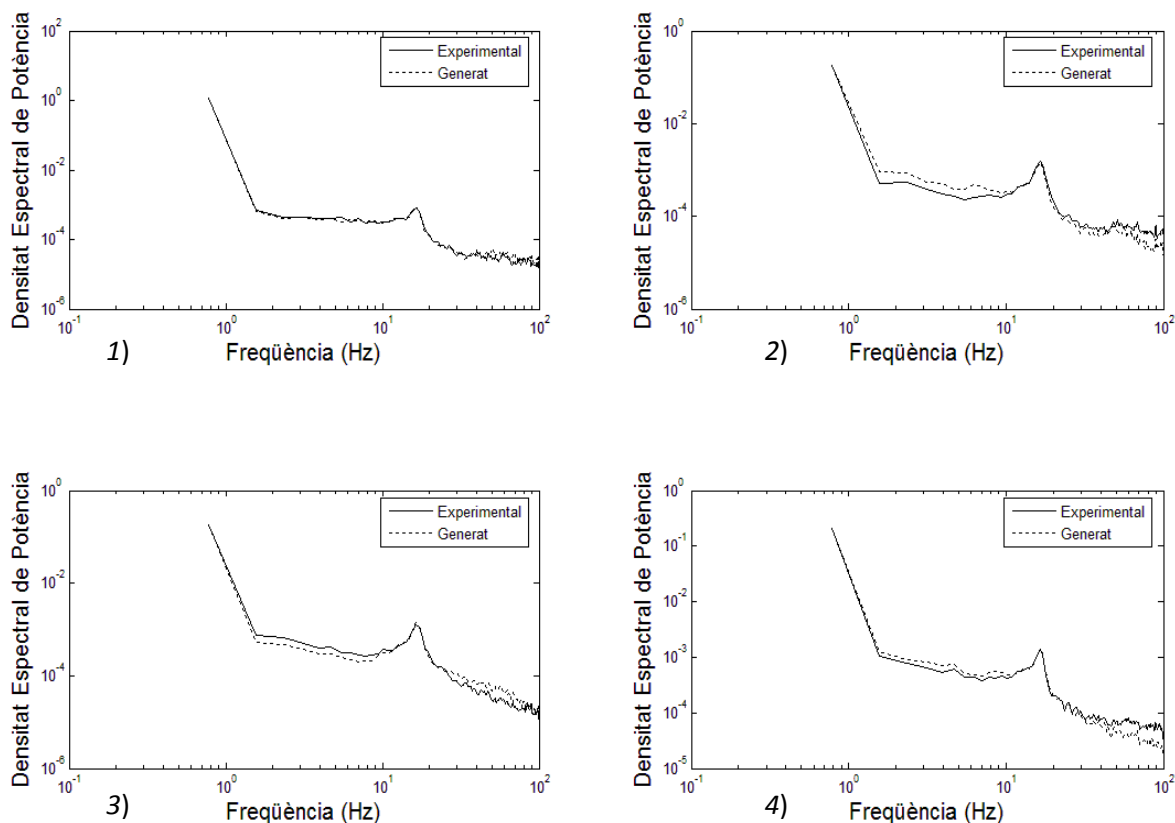 Densitat Espectral de Potència
10^2
10^0
10^-2
10^-4
10^-6
10^-1
10^0
10^1
10^2
Experimental
Generat
1)
Freqüència (Hz)
Densitat Espectral de Potència
10^0
10^-2
10^-4
10^-6
10^-1
10^0
10^1
10^2
Experimental
Generat
2)
Freqüència (Hz)
Densitat Espectral de Potència
10^0
10^-2
10^-4
10^-6
10^-1
10^0
10^1
10^2
Experimental
Generat
3)
Freqüència (Hz)
Densitat Espectral de Potència
10^0
10^-1
10^-2
10^-3
10^-4
10^-5
10^-1
10^0
10^1
10^2
Experimental
Generat
4)
Freqüència (Hz)